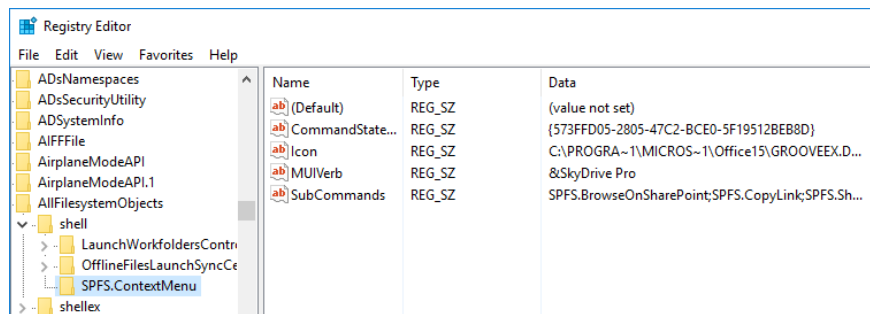 Registry Editor
File Edit View Favorites Help
ADsNamespaces
ADsSecurityUtility
ADSystemInfo
AIFFFile
AirplaneModeAPI
AirplaneModeAPI.1
AllFilesystemObjects
shell
LaunchWorkfoldersContro
OfflineFilesLaunchSyncCe
SPFS.ContextMenu
shellex
Name Type Data
(Default) REG_SZ (value not set)
CommandState... REG_SZ {573FFD05-2805-47C2-BCE0-5F19512BEB8D}
Icon REG_SZ C:\PROGRA~1\MICROS~1\Office15\GROOVEEX.D...
MUIVerb REG_SZ &SkyDrive Pro
SubCommands REG_SZ SPFS.BrowseOnSharePoint;SPFS.CopyLink;SPFS.Sh...